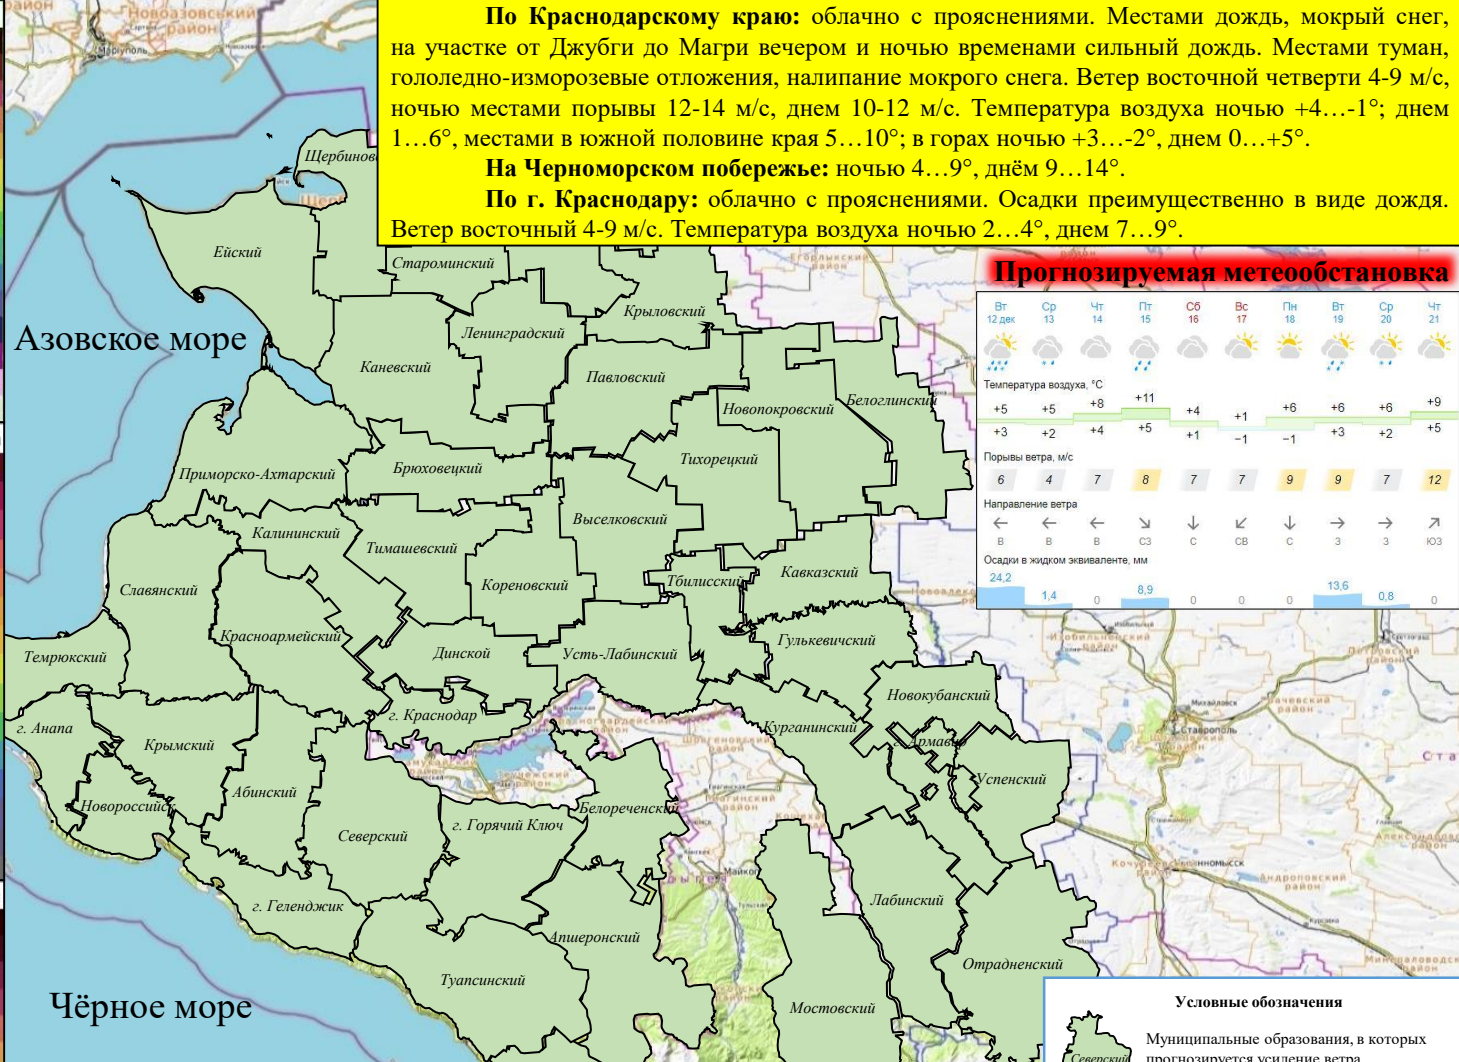 По Краснодарскому краю: облачно с прояснениями. Местами дождь, мокрый снег,
на участке от Джубги до Магри вечером и ночью временами сильный дождь. Местами туман,
гололедно-изморозевые отложения, налипание мокрого снега. Ветер восточной четверти 4-9 м/с,
ночью местами порывы 12-14 м/с, днем 10-12 м/с. Температура воздуха ночью +4…-1°; днем
1…6°, местами в южной половине края 5…10°; в горах ночью +3…-2°, днем 0…+5°.
На Черноморском побережье: ночью 4…9°, днём 9…14°.
По г. Краснодару: облачно с прояснениями. Осадки преимущественно в виде дождя.
Ветер восточный 4-9 м/с. Температура воздуха ночью 2…4°, днем 7…9°.
Новоазовський
район
Маріуполь
Прогнозируемая метеообстановка
Вт Ср Чт Пт Сб Вс Пн Вт Ср Чт
12 дек 13 14 15 16 17 18 19 20 21
Температура воздуха, °C
+5 +5 +8 +11 +4 +1 +6 +6 +6 +9
+3 +2 +4 +5 +1 −1 −1 +3 +2 +5
Порывы ветра, м/с
6 4 7 8 7 7 9 9 7 12
Направление ветра
В В В СЗ С СВ С З З ЮЗ
Осадки в жидком эквиваленте, мм
24,2 1,4 0 8,9 0 0 0 13,6 0,8 0
Щербинов
Ейский
Староминский
Крыловский
Ленинградский
Азовское море
Каневский
Павловский
Новопокровский
Белоглинский
Приморско-Ахтарский
Брюховецкий
Тихорецкий
Выселковский
Калининский
Тимашевский
Славянский
Кореновский
Тбилисский
Кавказский
Красноармейский
Темрюкский
Динской
Усть-Лабинский
Гулькевичский
Новокубанский
г. Анапа
г. Краснодар
Крымский
Курганинский
г. Армавир
Успенский
Ставрополь
Михайловск
г. Новороссийск
Абинский
Северский
г. Горячий Ключ
Белореченский
г. Геленджик
Лабинский
Апшеронский
Отрадненский
Туапсинский
Мостовский
Чёрное море
Условные обозначения
Северский
Муниципальные образования, в которых
прогнозируется усиление ветра